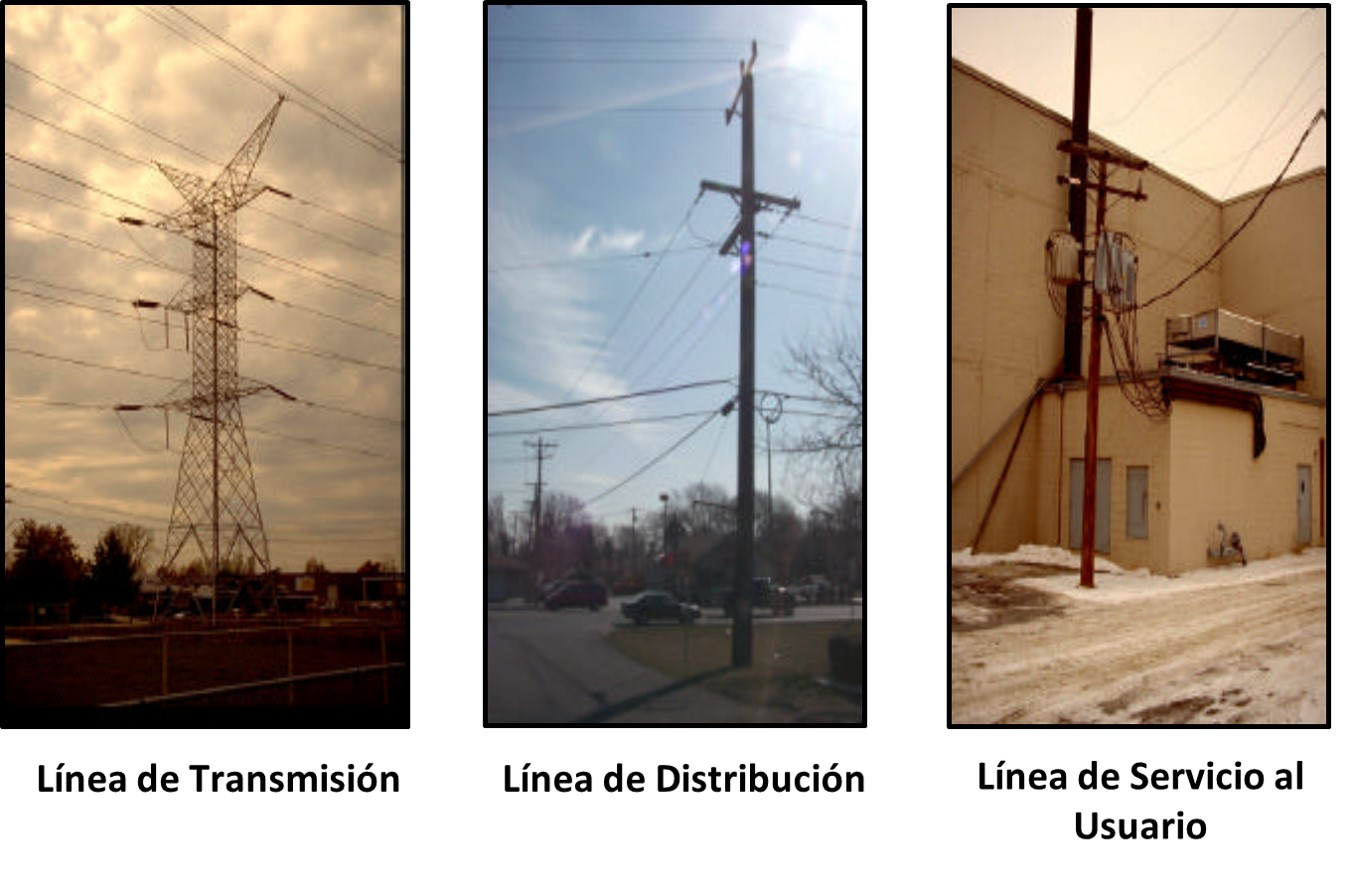 Línea de Transmisión
Línea de Distribución
Línea de Servicio al
Usuario